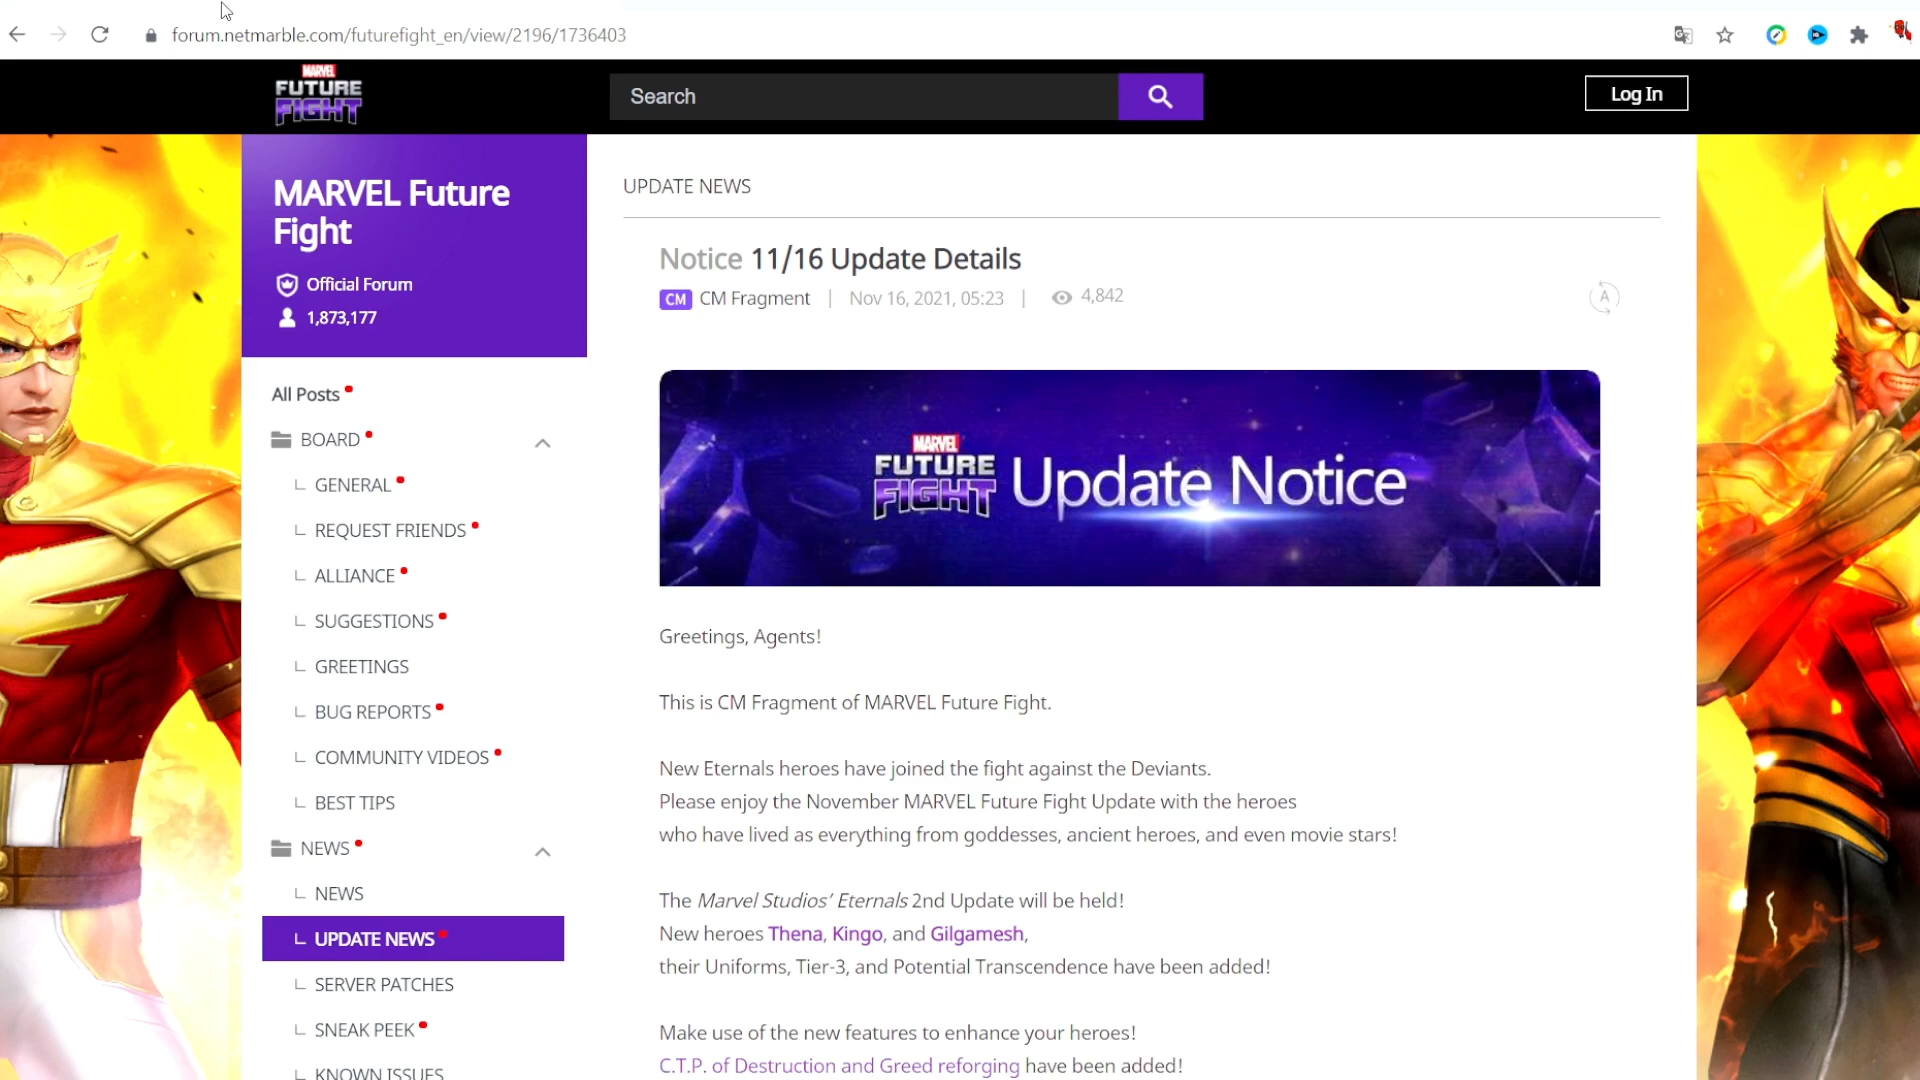 forum.netmarble.com/futurefight_en/view/2196/1736403
MARVEL
FUTURE
FIGHT
Search
Log In
MARVEL Future
Fight
Official Forum
1,873,177
All Posts
BOARD
GENERAL
REQUEST FRIENDS
ALLIANCE
SUGGESTIONS
GREETINGS
BUG REPORTS
COMMUNITY VIDEOS
BEST TIPS
NEWS
NEWS
UPDATE NEWS
SERVER PATCHES
SNEAK PEEK
KNOWN ISSUES
UPDATE NEWS
Notice 11/16 Update Details
CM CM Fragment | Nov 16, 2021, 05:23 | 4,842
A
MARVEL
FUTURE
FIGHT
Update Notice
Greetings, Agents!
This is CM Fragment of MARVEL Future Fight.
New Eternals heroes have joined the fight against the Deviants.
Please enjoy the November MARVEL Future Fight Update with the heroes
who have lived as everything from goddesses, ancient heroes, and even movie stars!
The Marvel Studios’ Eternals 2nd Update will be held!
New heroes Thena, Kingo, and Gilgamesh,
their Uniforms, Tier-3, and Potential Transcendence have been added!
Make use of the new features to enhance your heroes!
C.T.P. of Destruction and Greed reforging have been added!